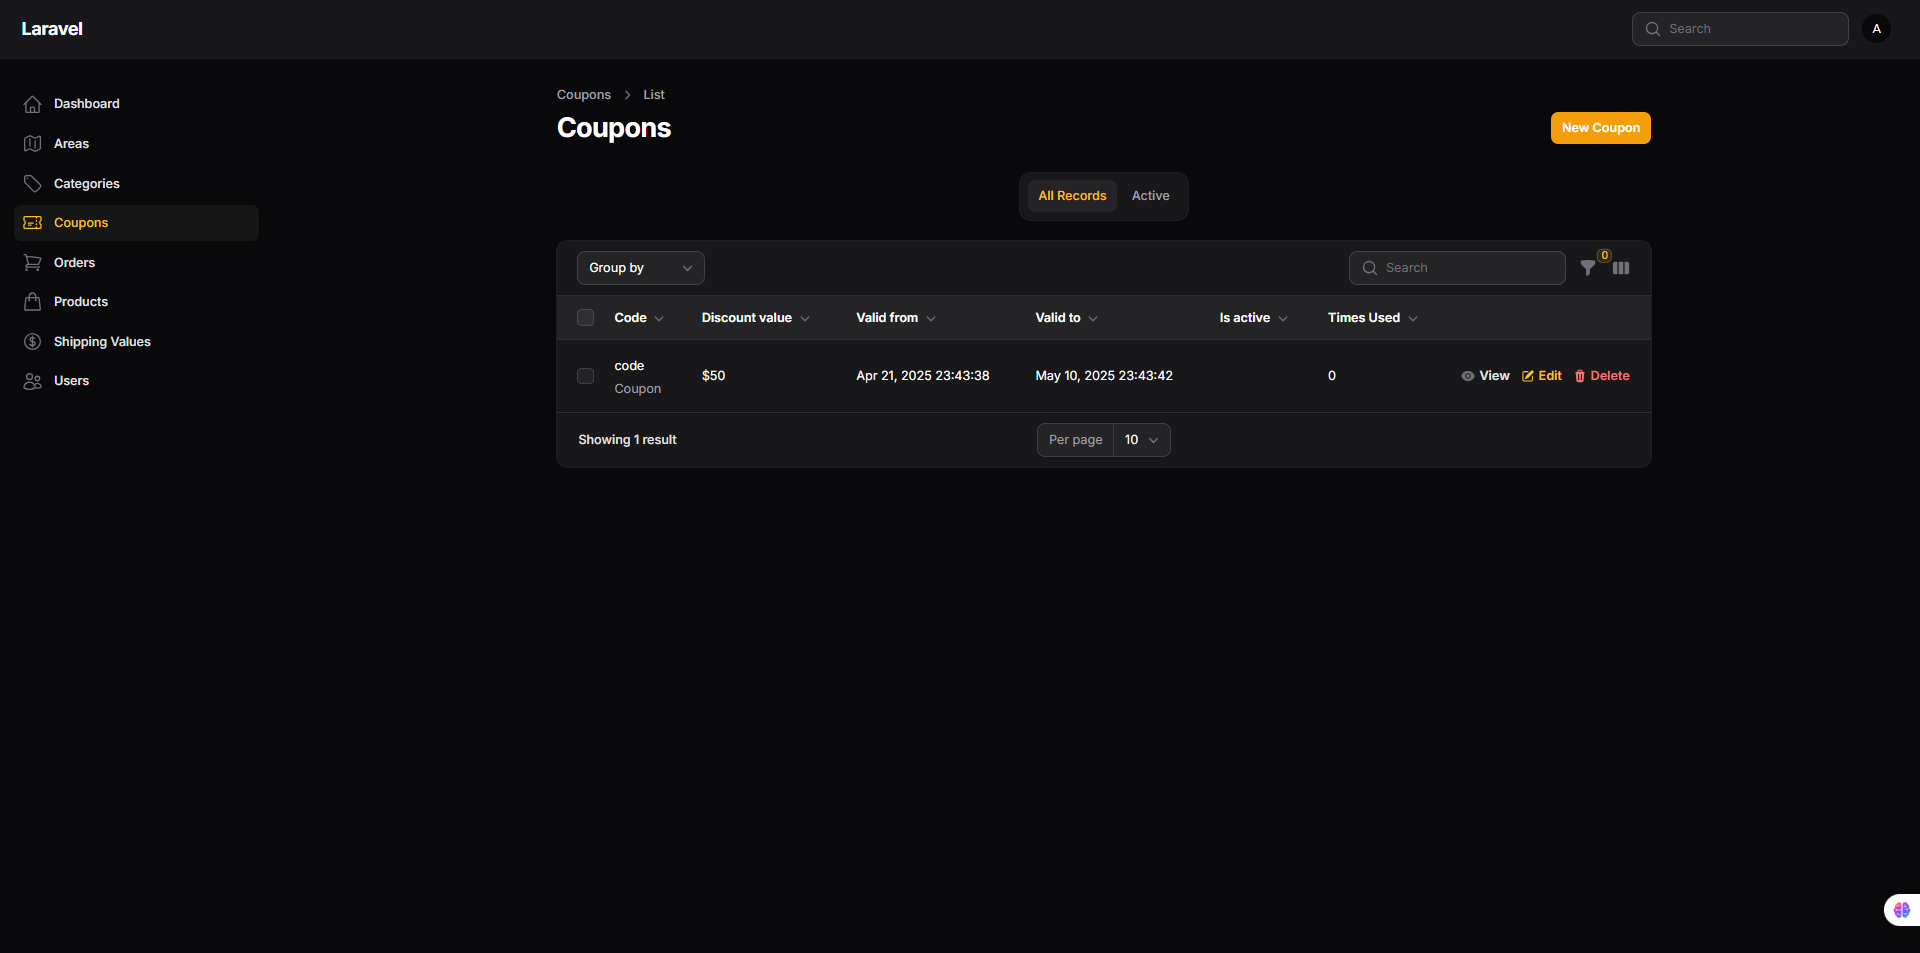 Laravel
Search
A
Dashboard
Areas
Categories
Coupons
Orders
Products
Shipping Values
Users
Coupons > List
Coupons
New Coupon
All Records Active
Group by
Search
0
Code Discount value Valid from Valid to Is active Times Used
code
Coupon
$50 Apr 21, 2025 23:43:38 May 10, 2025 23:43:42 0 View Edit Delete
Showing 1 result
Per page 10